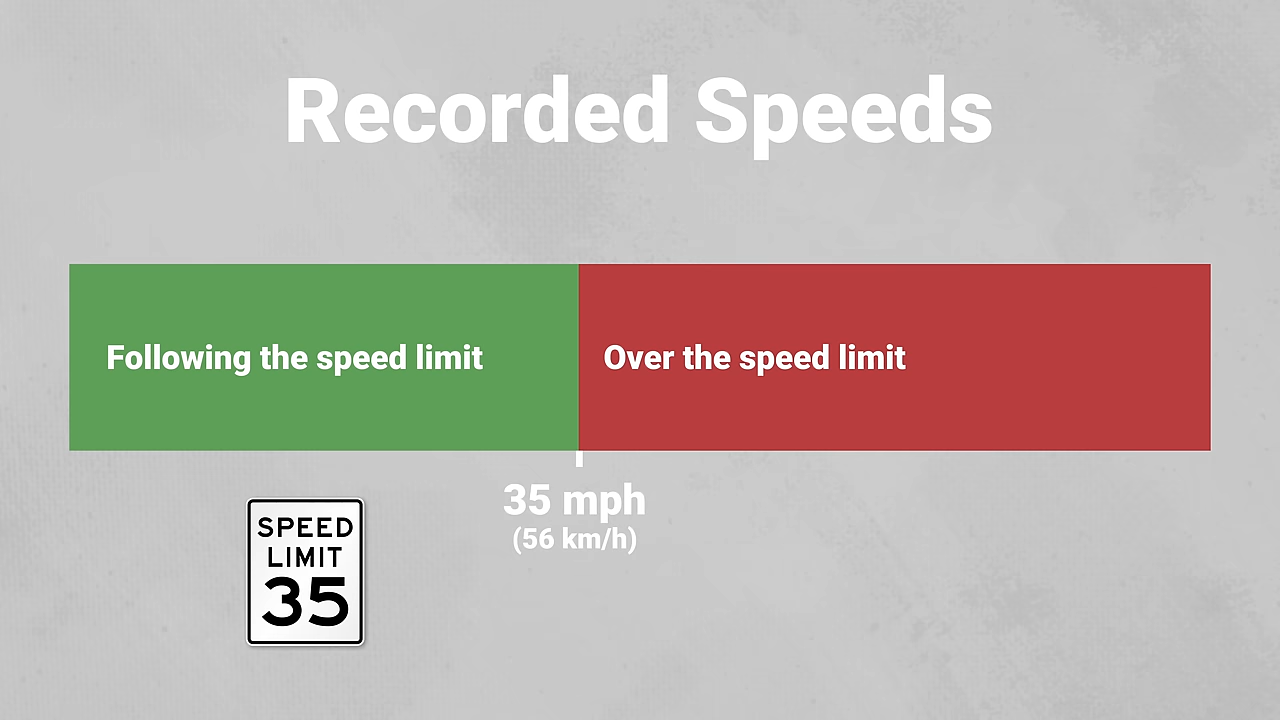 Recorded Speeds
Following the speed limit
Over the speed limit
35 mph
(56 km/h)
SPEED
LIMIT
35